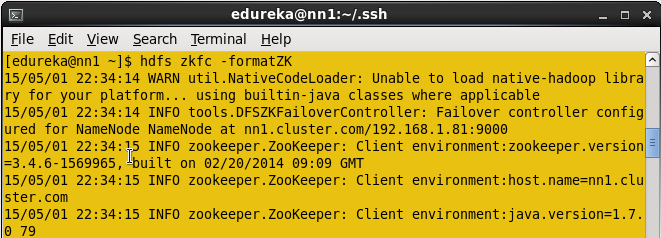 edureka@nn1:~/.ssh
File Edit View Search Terminal Help
[edureka@nn1 ~]$ hdfs zkfc -formatZK
15/05/01 22:34:14 WARN util.NativeCodeLoader: Unable to load native-hadoop libra
ry for your platform... using builtin-java classes where applicable
15/05/01 22:34:14 INFO tools.DFSZKFailoverController: Failover controller config
ured for NameNode NameNode at nn1.cluster.com/192.168.1.81:9000
15/05/01 22:34:15 INFO zookeeper.ZooKeeper: Client environment:zookeeper.version
=3.4.6-1569965, built on 02/20/2014 09:09 GMT
15/05/01 22:34:15 INFO zookeeper.ZooKeeper: Client environment:host.name=nn1.clu
ster.com
15/05/01 22:34:15 INFO zookeeper.ZooKeeper: Client environment:java.version=1.7.
0 79